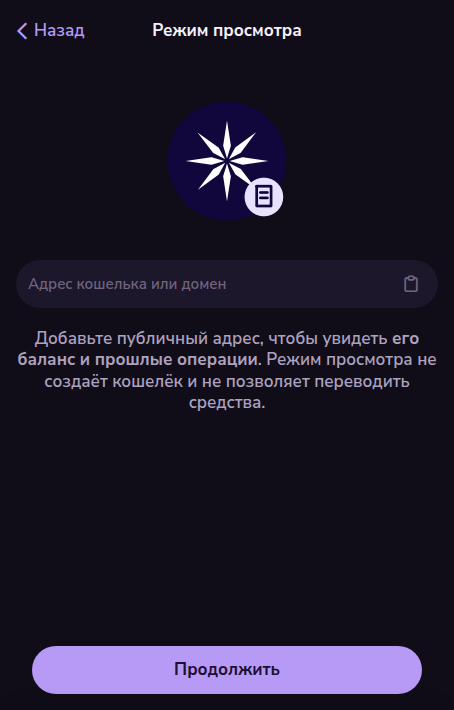 Назад
Режим просмотра
Адрес кошелька или домен
Добавьте публичный адрес, чтобы увидеть его
баланс и прошлые операции. Режим просмотра не
создаёт кошелёк и не позволяет переводить
средства.
Продолжить